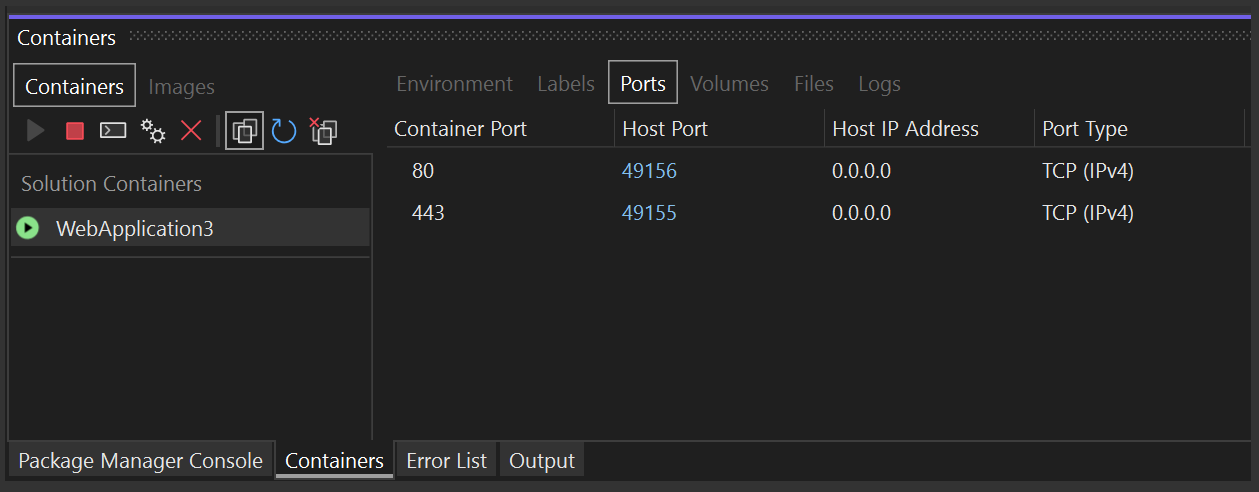 Containers
Containers Images
Environment Labels Ports Volumes Files Logs
Container Port Host Port Host IP Address Port Type
80 49156 0.0.0.0 TCP (IPv4)
443 49155 0.0.0.0 TCP (IPv4)
Solution Containers
WebApplication3
Package Manager Console Containers Error List Output